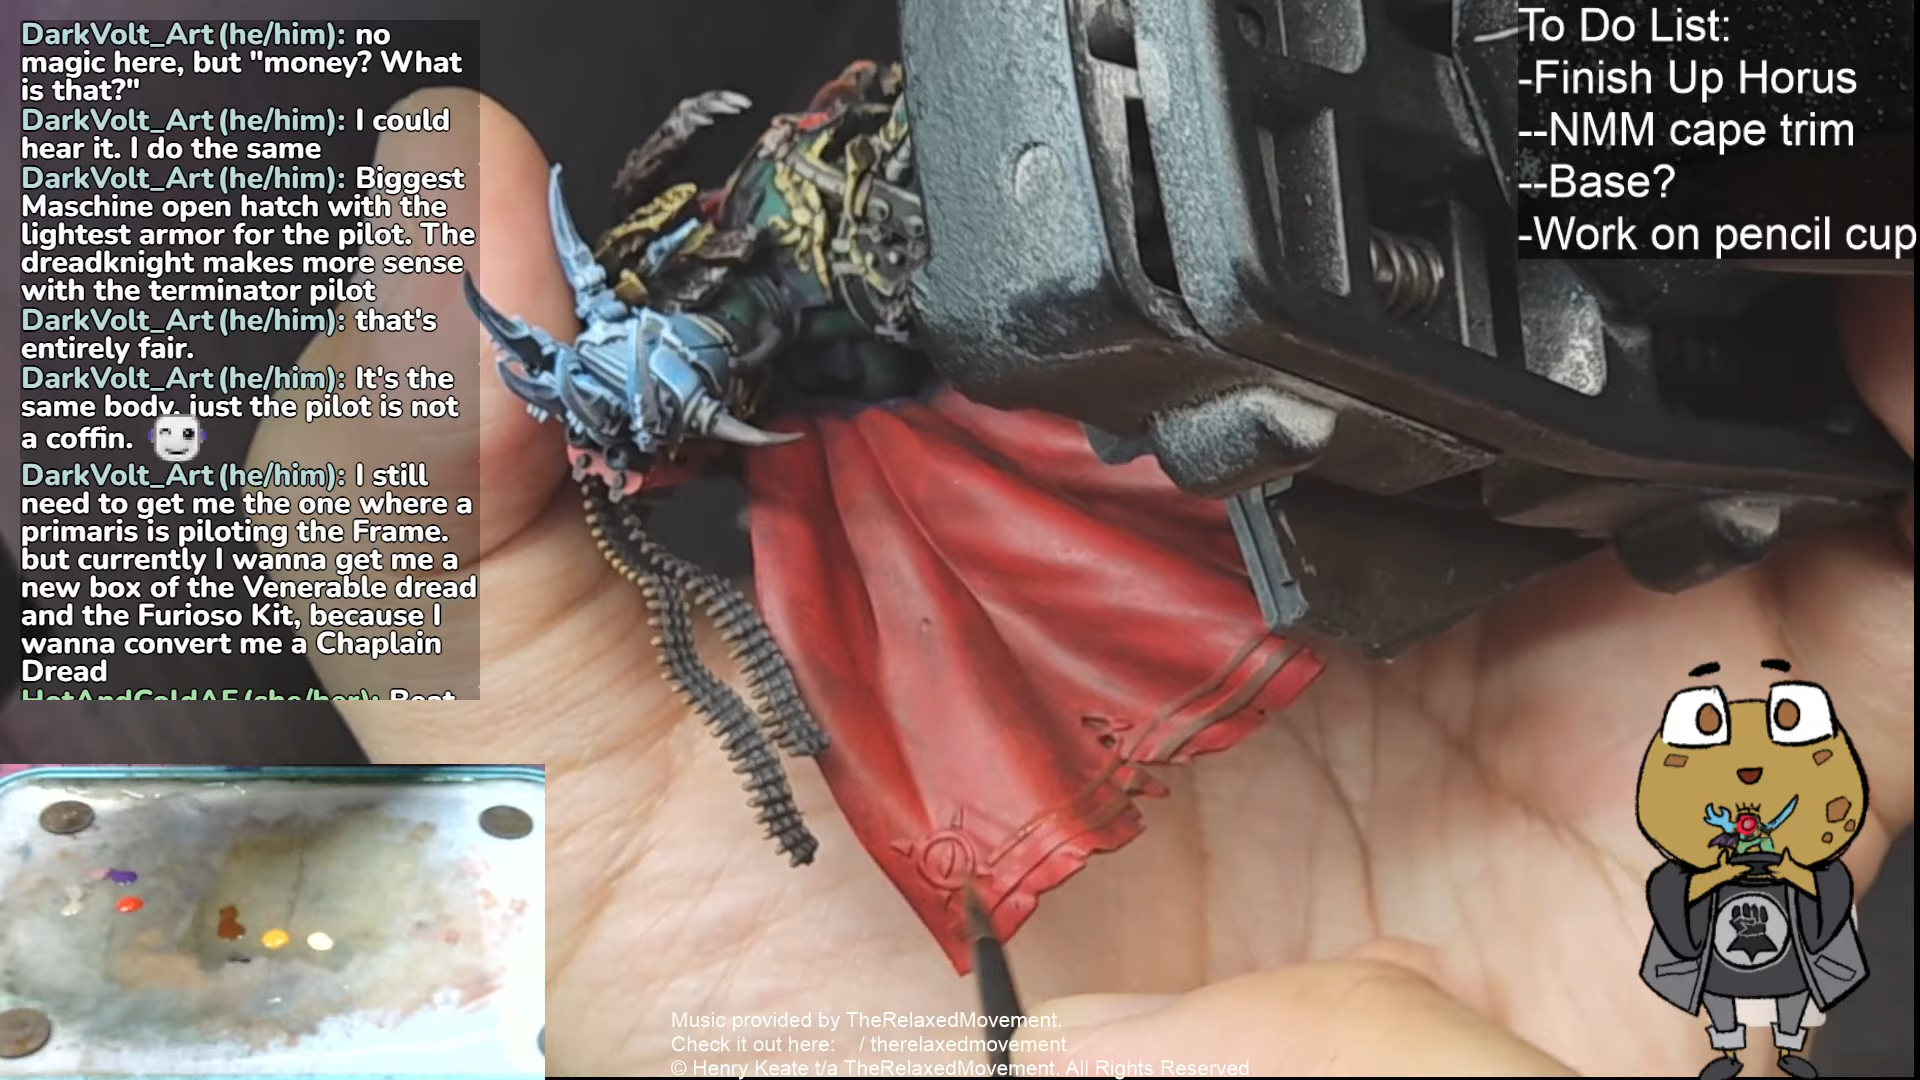 DarkVolt_Art (he/him): no
magic here, but "money? What
is that?"
DarkVolt_Art (he/him): I could
hear it. I do the same
DarkVolt_Art (he/him): Biggest
Maschine open hatch with the
lightest armor for the pilot. The
dreadknight makes more sense
with the terminator pilot
DarkVolt_Art (he/him): that's
entirely fair.
DarkVolt_Art (he/him): It's the
same body, just the pilot is not
a coffin.
DarkVolt_Art (he/him): I still
need to get me the one where a
primaris is piloting the Frame.
but currently I wanna get me a
new box of the Venerable dread
and the Furioso Kit, because I
wanna convert me a Chaplain
Dread
HotAndColdAF (she/her): Boat
To Do List:
-Finish Up Horus
--NMM cape trim
--Base?
-Work on pencil cup
Music provided by TheRelaxedMovement.
Check it out here: / therelaxedmovement
© Henry Keate t/a TheRelaxedMovement. All Rights Reserved